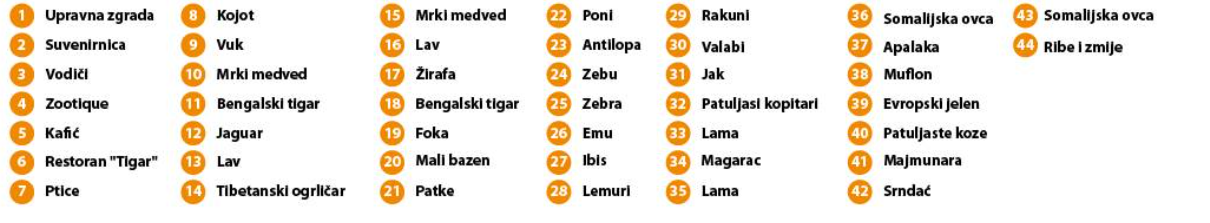 1 Upravna zgrada
2 Suvenirnica
3 Vodiči
4 Zootique
5 Kafić
6 Restoran "Tigar"
7 Ptice
8 Kojot
9 Vuk
10 Mrki medved
11 Bengalski tigar
12 Jaguar
13 Lav
14 Tibetanski ogrličar
15 Mrki medved
16 Lav
17 Žirafa
18 Bengalski tigar
19 Foka
20 Mali bazen
21 Patke
22 Poni
23 Antilopa
24 Zebu
25 Zebra
26 Emu
27 Ibis
28 Lemuri
29 Rakuni
30 Valabi
31 Jak
32 Patuljasi kopitari
33 Lama
34 Magarac
35 Lama
36 Somalijska ovca
37 Apalaka
38 Muflon
39 Evropski jelen
40 Patuljaste koze
41 Majmunara
42 Srndać
43 Somalijska ovca
44 Ribe i zmije